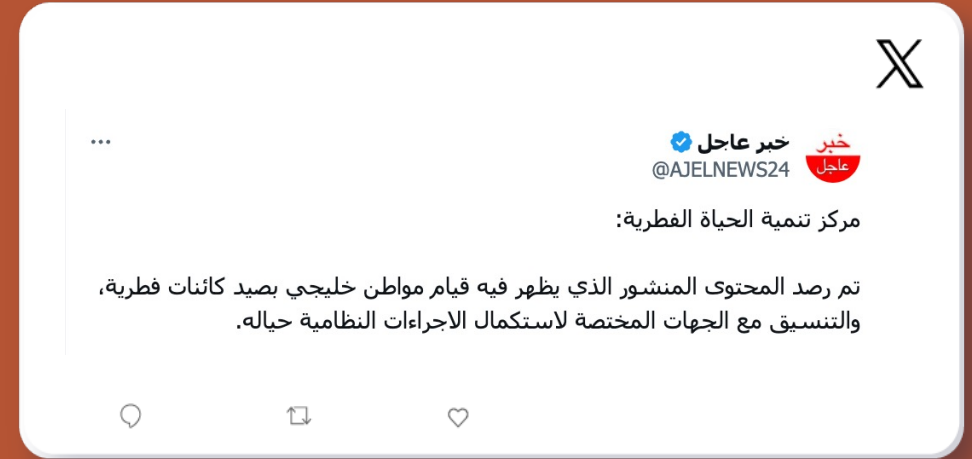 خبر عاجل
@AJELNEWS24
خبر
عاجل
مركز تنمية الحياة الفطرية:
تم رصد المحتوى المنشور الذي يظهر فيه قيام مواطن خليجي بصيد كائنات فطرية،
والتنسيق مع الجهات المختصة لاستكمال الاجراءات النظامية حياله.